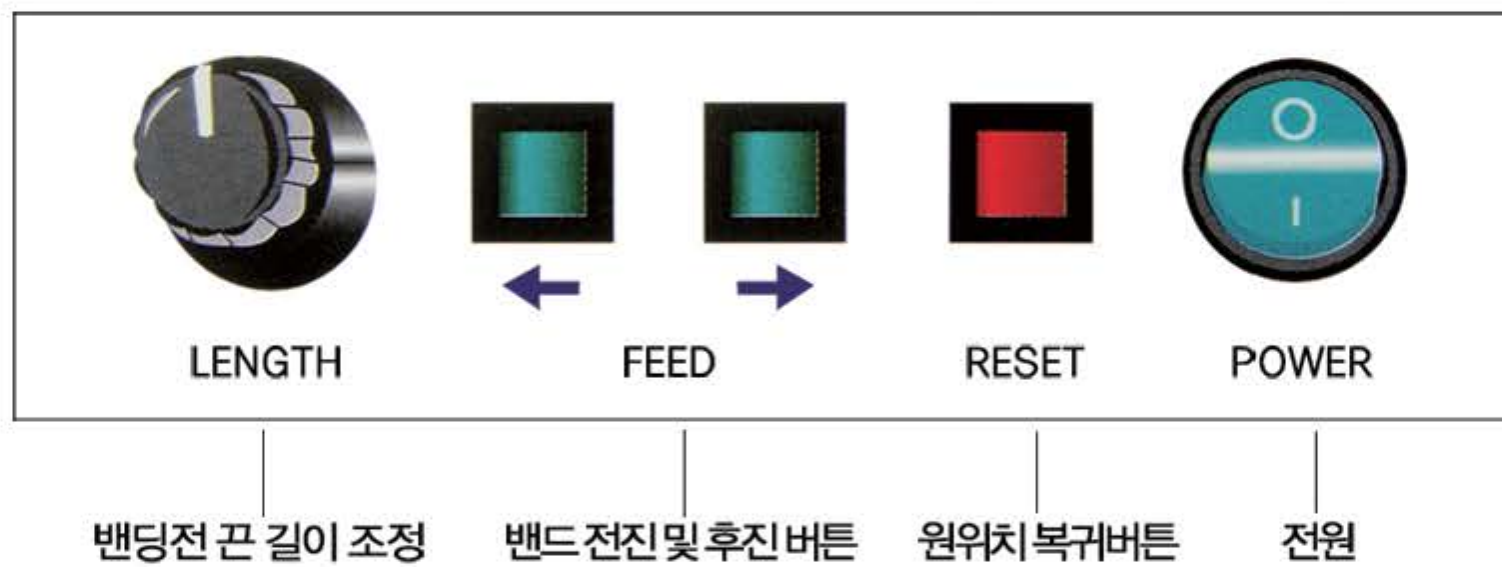 LENGTH FEED RESET POWER
밴딩전 끈 길이 조정 밴드 전진 및 후진 버튼 원위치 복귀버튼 전원